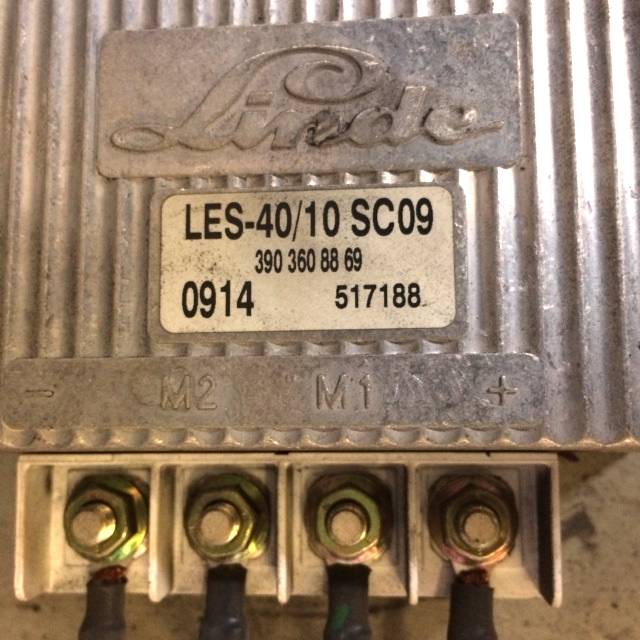 Linde
LES-40/10 SC09
390 360 88 69
0914 517188
- M2 M1 +